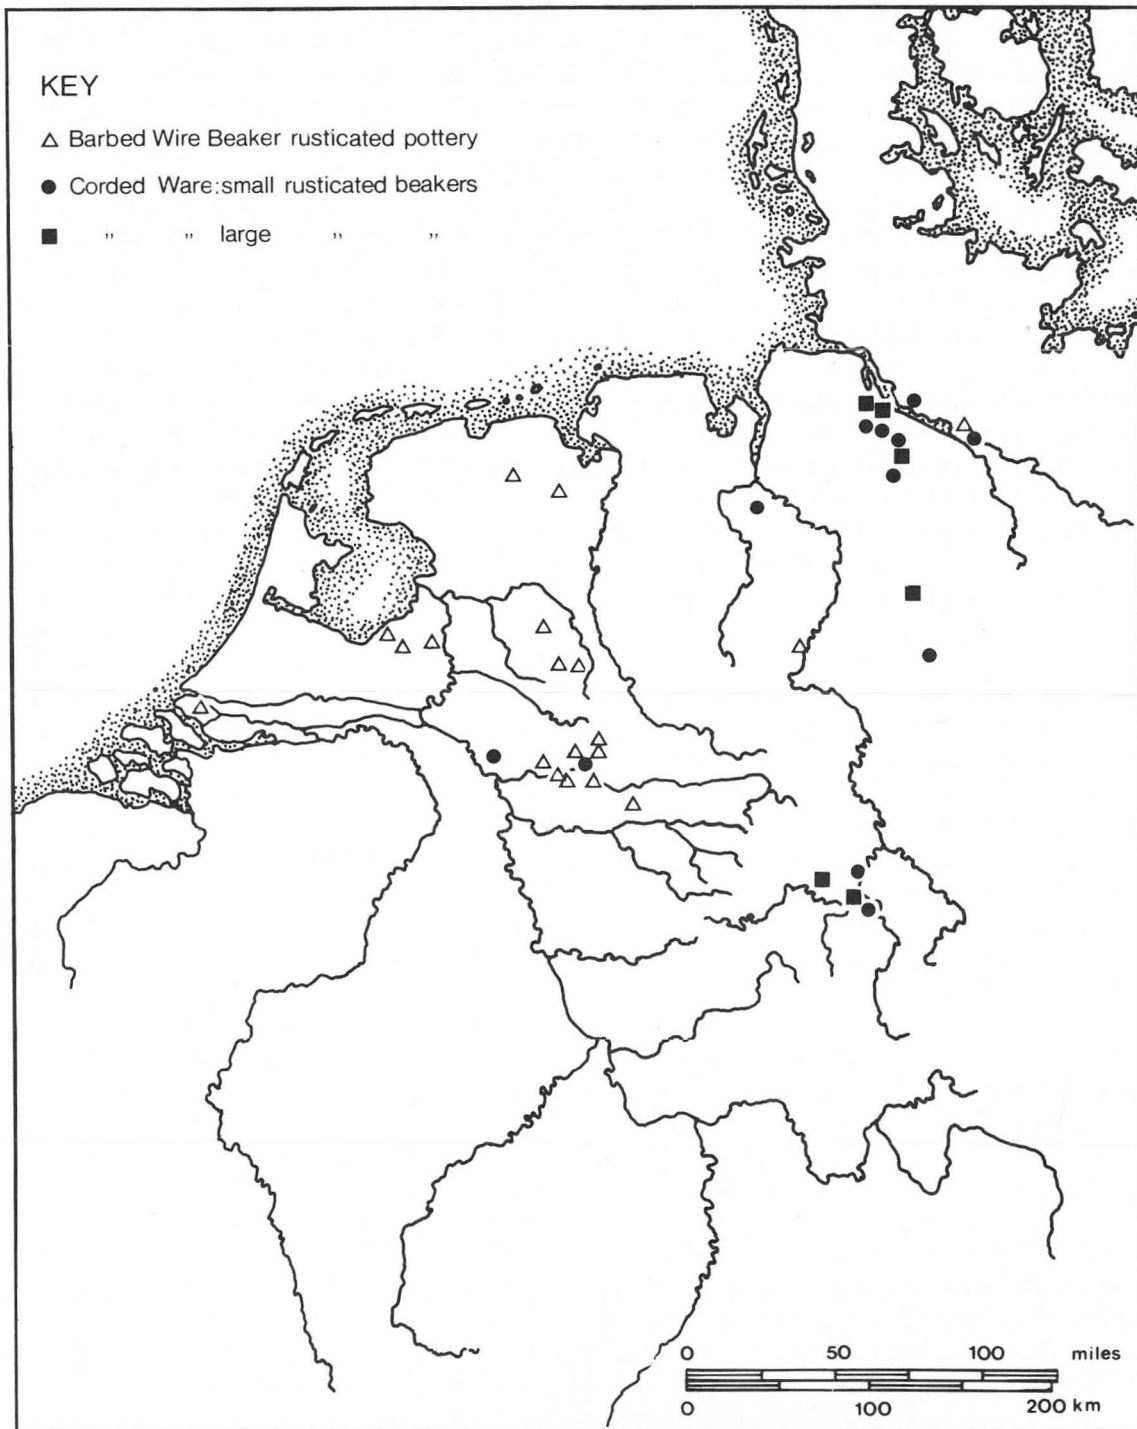 KEY
△ Barbed Wire Beaker rusticated pottery
● Corded Ware:small rusticated beakers
■ " " large " "
0 50 100 miles
0 100 200 km